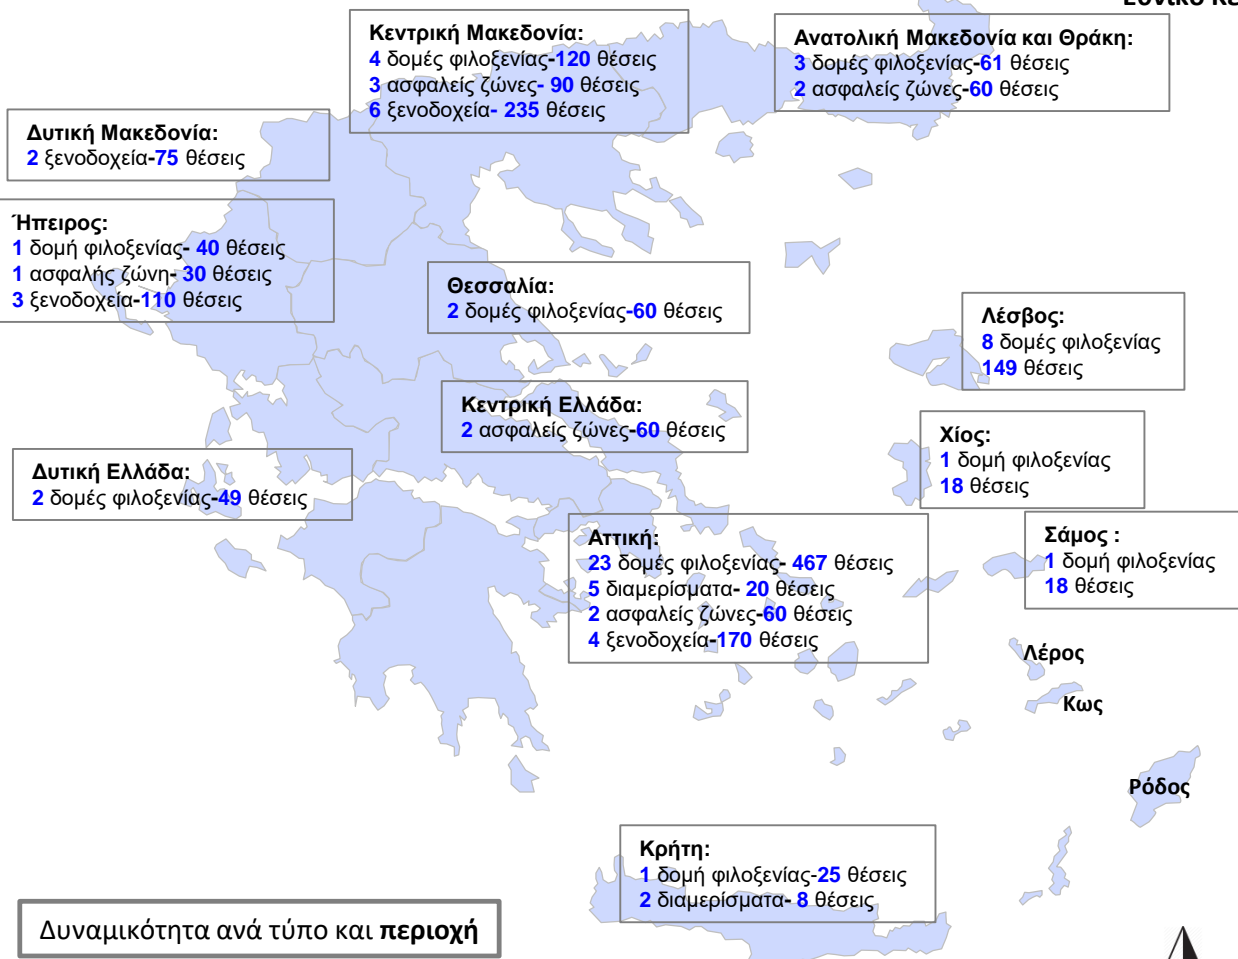 Κεντρική Μακεδονία:
4 δομές φιλοξενίας-120 θέσεις
3 ασφαλείς ζώνες- 90 θέσεις
6 ξενοδοχεία- 235 θέσεις
Ανατολική Μακεδονία και Θράκη:
3 δομές φιλοξενίας-61 θέσεις
2 ασφαλείς ζώνες-60 θέσεις
Δυτική Μακεδονία:
2 ξενοδοχεία-75 θέσεις
Ήπειρος:
1 δομή φιλοξενίας- 40 θέσεις
1 ασφαλής ζώνη- 30 θέσεις
3 ξενοδοχεία-110 θέσεις
Θεσσαλία:
2 δομές φιλοξενίας-60 θέσεις
Λέσβος:
8 δομές φιλοξενίας
149 θέσεις
Κεντρική Ελλάδα:
2 ασφαλείς ζώνες-60 θέσεις
Χίος:
1 δομή φιλοξενίας
18 θέσεις
Δυτική Ελλάδα:
2 δομές φιλοξενίας-49 θέσεις
Αττική:
23 δομές φιλοξενίας- 467 θέσεις
5 διαμερίσματα- 20 θέσεις
2 ασφαλείς ζώνες-60 θέσεις
4 ξενοδοχεία-170 θέσεις
Σάμος :
1 δομή φιλοξενίας
18 θέσεις
Λέρος
Κως
Ρόδος
Κρήτη:
1 δομή φιλοξενίας-25 θέσεις
2 διαμερίσματα- 8 θέσεις
Δυναμικότητα ανά τύπο και περιοχή